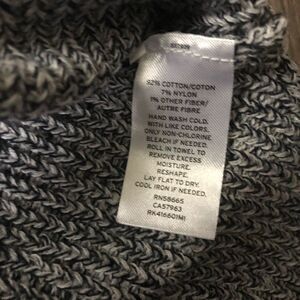 92% COTTON/COTON
7% NYLON
1% OTHER FIBER/
AUTRE FIBRE
HAND WASH COLD.
WITH LIKE COLORS.
ONLY NON-CHLORINE
BLEACH IF NEEDED.
ROLL IN TOWEL TO
REMOVE EXCESS
MOISTURE.
RESHAPE.
LAY FLAT TO DRY.
COOL IRON IF NEEDED.
RN58665
CA57963
RK416601MI